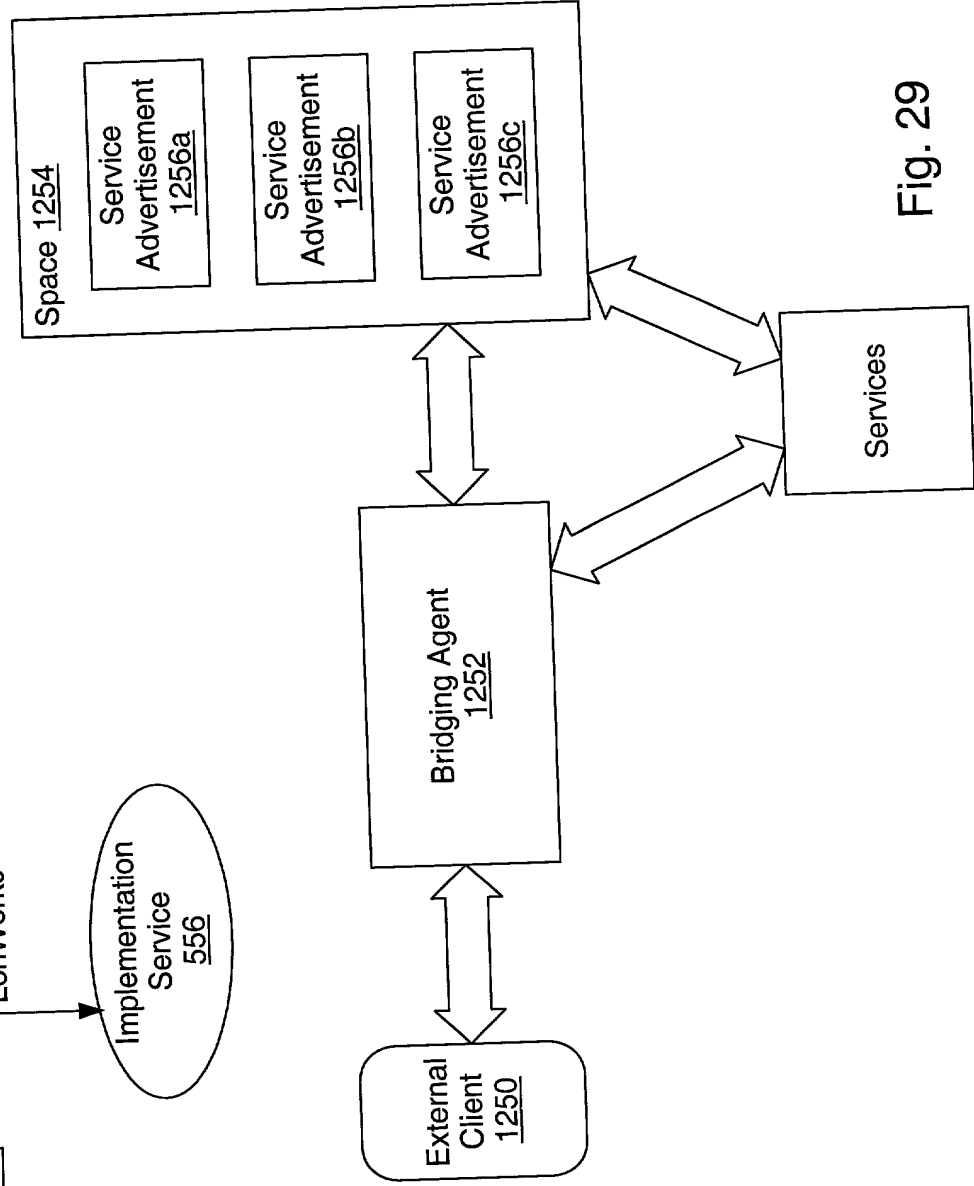 Implementation
Service
556
External
Client
1250
Bridging Agent
1252
Space 1254
Service
Advertisement
1256a
Service
Advertisement
1256b
Service
Advertisement
1256c
Services
Fig. 29